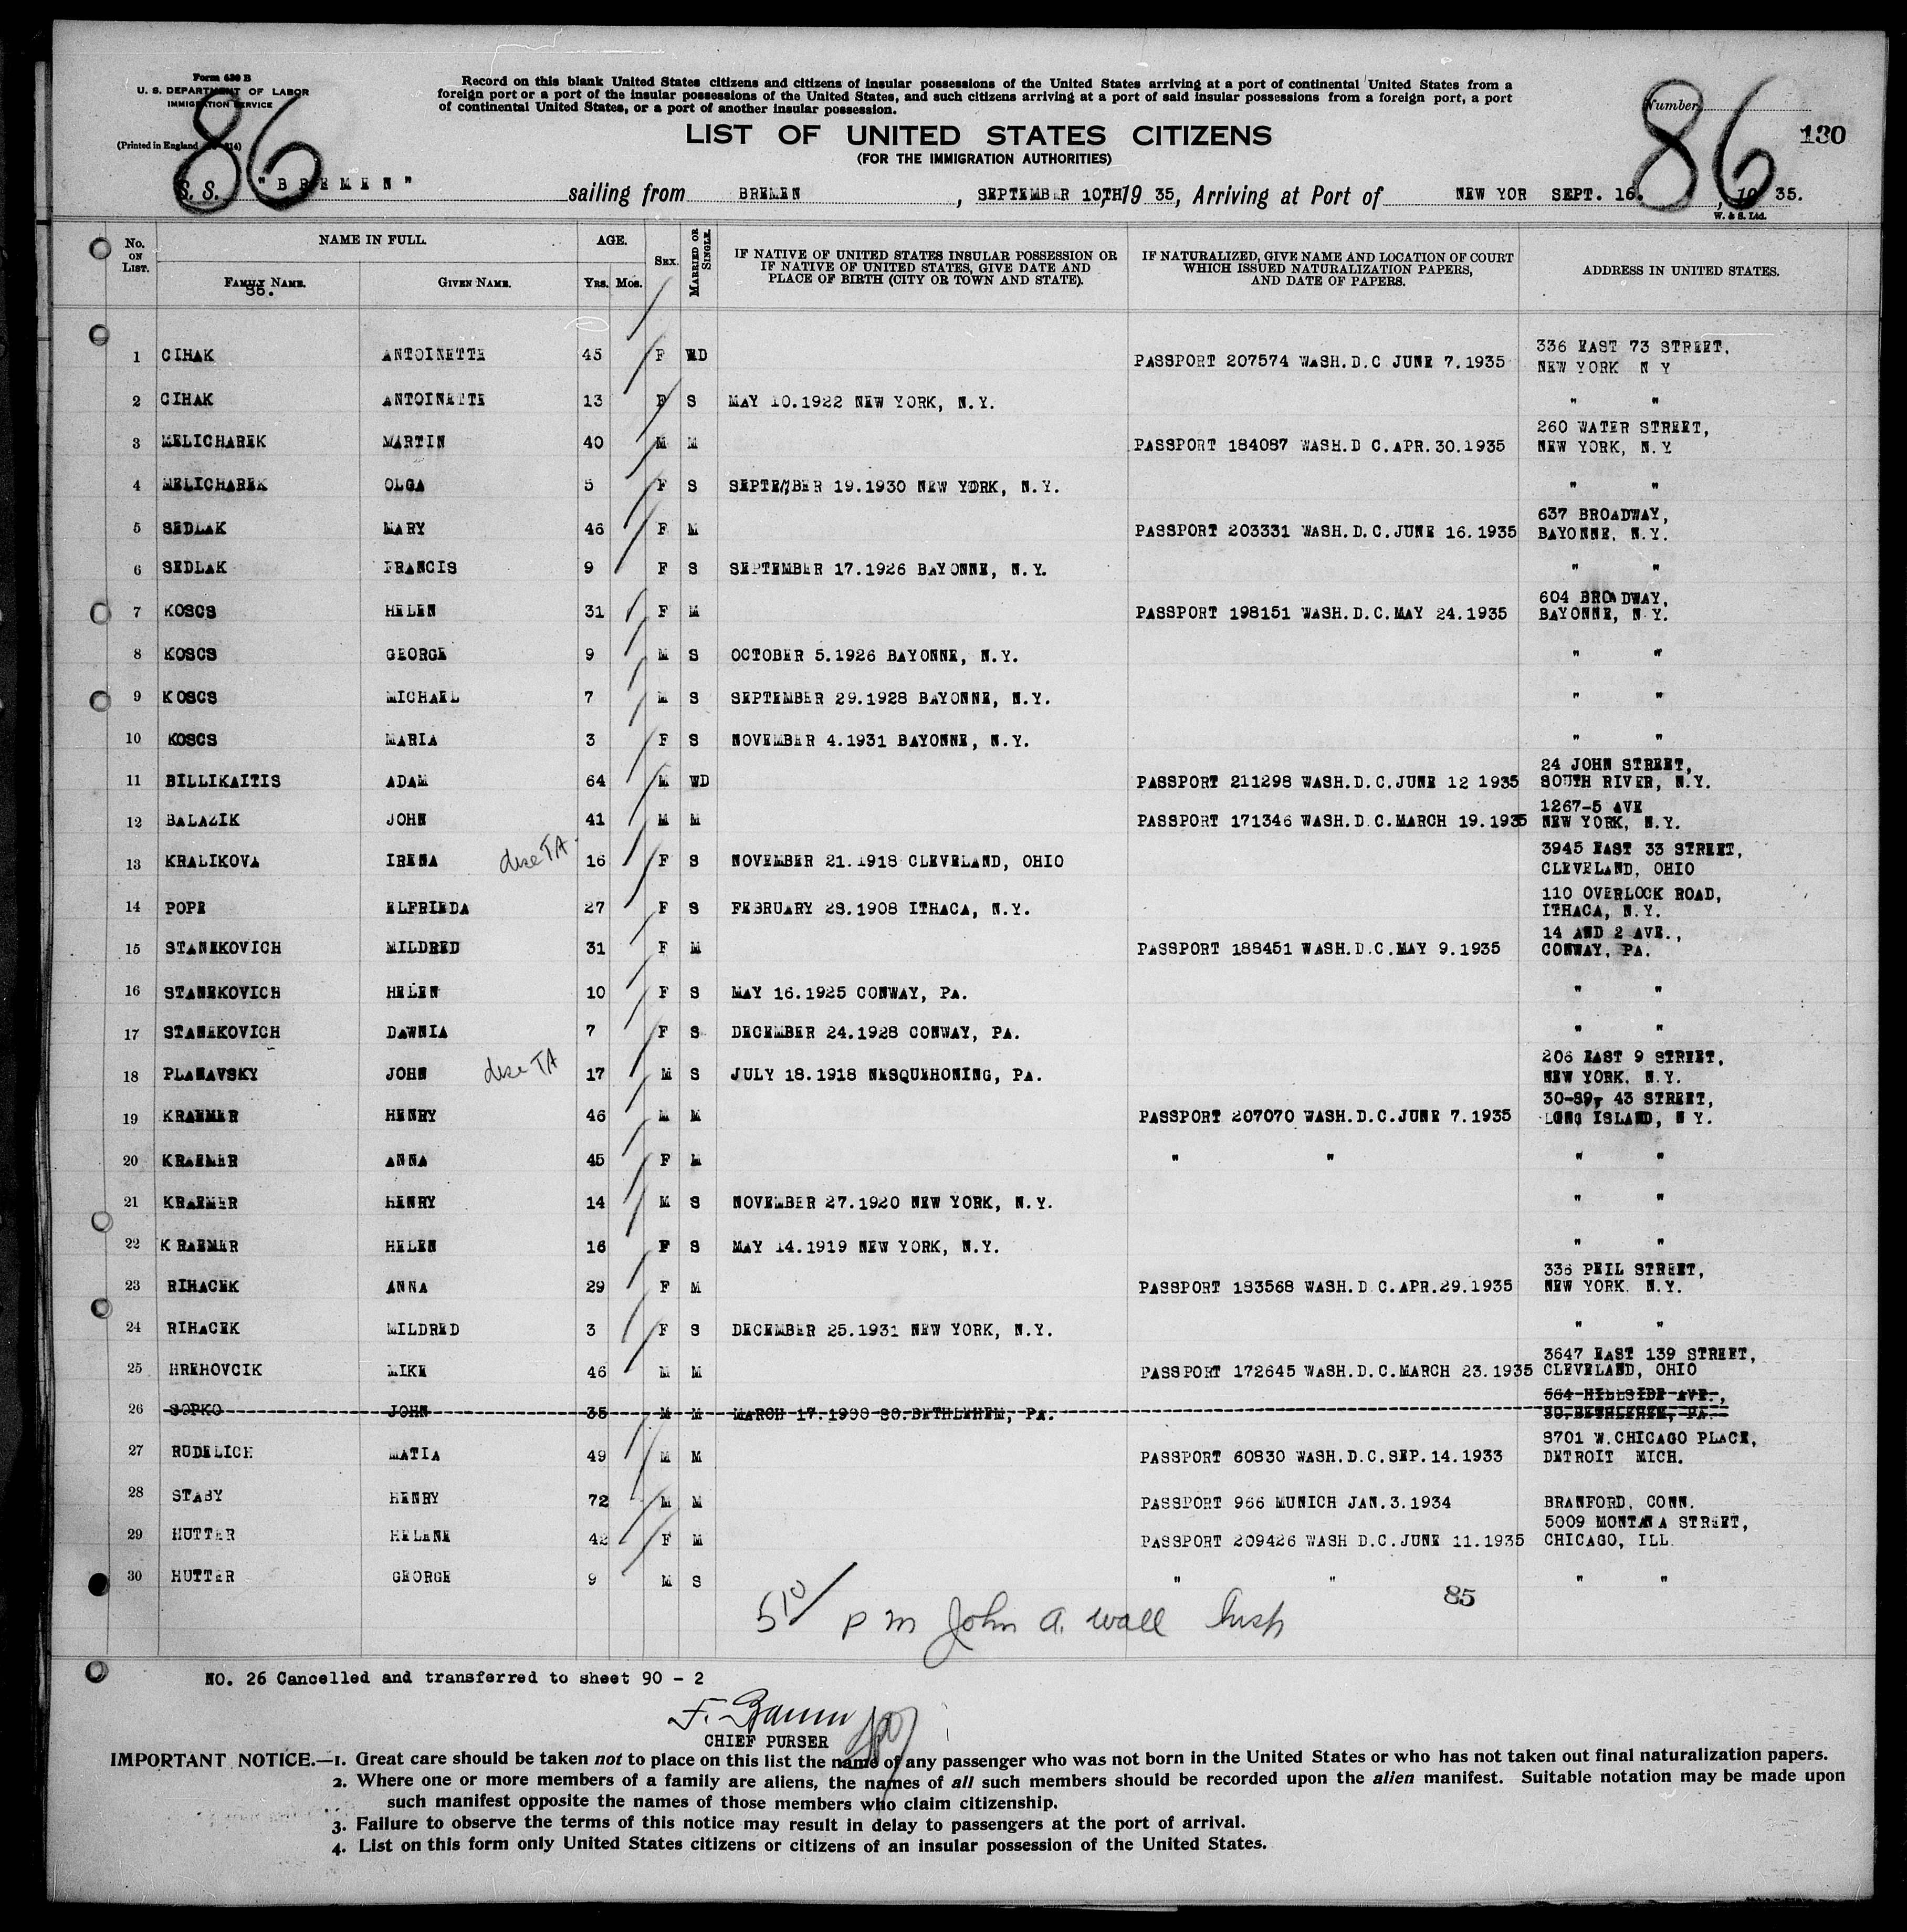 Form 630 B
U. S. DEPARTMENT OF LABOR
IMMIGRATION SERVICE
(Printed in England
86
Record on this blank United States citizens and citizens of insular possessions of the United States arriving at a port of continental United States from a
foreign port or a port of the insular possessions of the United States, and such citizens arriving at a port of said insular possessions from a foreign port, a port
of continental United States, or a port of another insular possession.
LIST OF UNITED STATES CITIZENS
(FOR THE IMMIGRATION AUTHORITIES)
Number
86
130
S. S. "BREMEN" sailing from BREMEN, SEPTEMBER 10TH, 19 35, Arriving at Port of NEW YOR SEPT. 16., 19 35.
W. & S. Ltd.
No. ON LIST. NAME IN FULL. AGE. SEX. MARRIED OR SINGLE. IF NATIVE OF UNITED STATES INSULAR POSSESSION OR IF NATIVE OF UNITED STATES, GIVE DATE AND PLACE OF BIRTH (CITY OR TOWN AND STATE). IF NATURALIZED, GIVE NAME AND LOCATION OF COURT WHICH ISSUED NATURALIZATION PAPERS, AND DATE OF PAPERS. ADDRESS IN UNITED STATES.
FAMILY NAME. GIVEN NAME. Yrs. Mos.
36.
1 CIHAK ANTOINETTE 45 F WD PASSPORT 207574 WASH.D.C JUNE 7.1935 336 EAST 73 STREET, NEW YORK N Y
2 CIHAK ANTOINETTE 13 F S MAY 10.1922 NEW YORK, N.Y. " "
3 MELICHAREK MARTIN 40 M M PASSPORT 184087 WASH.D C.APR.30.1935 260 WATER STREET, NEW YORK, N.Y
4 MELICHAREK OLGA 5 F S SEPTEMBER 19.1930 NEW YORK, N.Y. " "
5 SEDLAK MARY 46 F M PASSPORT 203331 WASH.D.C.JUNE 16.1935 637 BROADWAY, BAYONNE, N.Y.
6 SEDLAK FRANCIS 9 F S SEPTEMBER 17.1926 BAYONNE, N.Y. " "
7 KOSCS HELEN 31 F M PASSPORT 198151 WASH.D.C.MAY 24.1935 604 BROADWAY, BAYONNE, N.Y.
8 KOSCS GEORGE 9 M S OCTOBER 5.1926 BAYONNE, N.Y. " "
9 KOSCS MICHAEL 7 M S SEPTEMBER 29.1928 BAYONNE, N.Y. " "
10 KOSCS MARIA 3 F S NOVEMBER 4.1931 BAYONNE, N.Y. " "
11 BILLIKAITIS ADAM 64 M WD PASSPORT 211298 WASH.D.C.JUNE 12 1935 24 JOHN STREET, SOUTH RIVER, N.Y.
12 BALAZIK JOHN 41 M M PASSPORT 171346 WASH.D.C.MARCH 19.1935 1267-5 AVE NEW YORK, N.Y.
13 KRALIKOVA IRENA 16 F S NOVEMBER 21.1918 CLEVELAND, OHIO 3945 EAST 33 STREET, CLEVELAND, OHIO
14 POPE ELFRIEDA 27 F S FEBRUARY 28.1908 ITHACA, N.Y. 110 OVERLOCK ROAD, ITHACA, N.Y.
15 STANEKOVICH MILDRED 31 F M PASSPORT 188451 WASH.D.C.MAY 9.1935 14 AND 2 AVE., CONWAY, PA.
16 STANEKOVICH HELEN 10 F S MAY 16.1925 CONWAY, PA. " "
17 STANEKOVICH DAWNIA 7 F S DECEMBER 24.1928 CONWAY, PA. " "
18 PLANAVSKY JOHN 17 M S JULY 18.1918 NESQUEHONING, PA. 206 EAST 9 STREET, NEW YORK, N.Y.
19 KRAEMER HENRY 46 M M PASSPORT 207070 WASH.D.C.JUNE 7.1935 30-89, 43 STREET, LONG ISLAND, N Y.
20 KRAEMER ANNA 45 F M " " " "
21 KRAEMER HENRY 14 M S NOVEMBER 27.1920 NEW YORK, N.Y. " "
22 KRAEMER HELEN 16 F S MAY 14.1919 NEW YORK, N.Y. " "
23 RIHACEK ANNA 29 F M PASSPORT 183568 WASH.D.C.APR.29.1935 336 PEIL STREET, NEW YORK. N.Y.
24 RIHACEK MILDRED 3 F S DECEMBER 25.1931 NEW YORK, N.Y. " "
25 HREHOVCIK MIKE 46 M M PASSPORT 172645 WASH.D.C.MARCH 23.1935 3647 EAST 139 STREET, CLEVELAND, OHIO
26 SOPKO JOHN 35 M M MARCH 17.1900 SO.BETHLEHEM, PA. 564 HILLSIDE AVE., SO.BETHLEHEM, PA.
27 RUDELICH MATIA 49 M M PASSPORT 60830 WASH.D.C.SEP.14.1933 8701 W.CHICAGO PLACE, DETROIT MICH.
28 STABY HENRY 72 M M PASSPORT 966 MUNICH JAN.3.1934 BRANFORD, CONN.
29 HUTTER HELENE 42 F M PASSPORT 209426 WASH D.C.JUNE 11.1935 5009 MONTANA STREET, CHICAGO, ILL.
30 HUTTER GEORGE 9 M S " " " "
85
5 10/ pm John A. Wall Insp
NO. 26 Cancelled and transferred to sheet 90 - 2
CHIEF PURSER
IMPORTANT NOTICE.—1. Great care should be taken not to place on this list the name of any passenger who was not born in the United States or who has not taken out final naturalization papers.
2. Where one or more members of a family are aliens, the names of all such members should be recorded upon the alien manifest. Suitable notation may be made upon
such manifest opposite the names of those members who claim citizenship.
3. Failure to observe the terms of this notice may result in delay to passengers at the port of arrival.
4. List on this form only United States citizens or citizens of an insular possession of the United States.